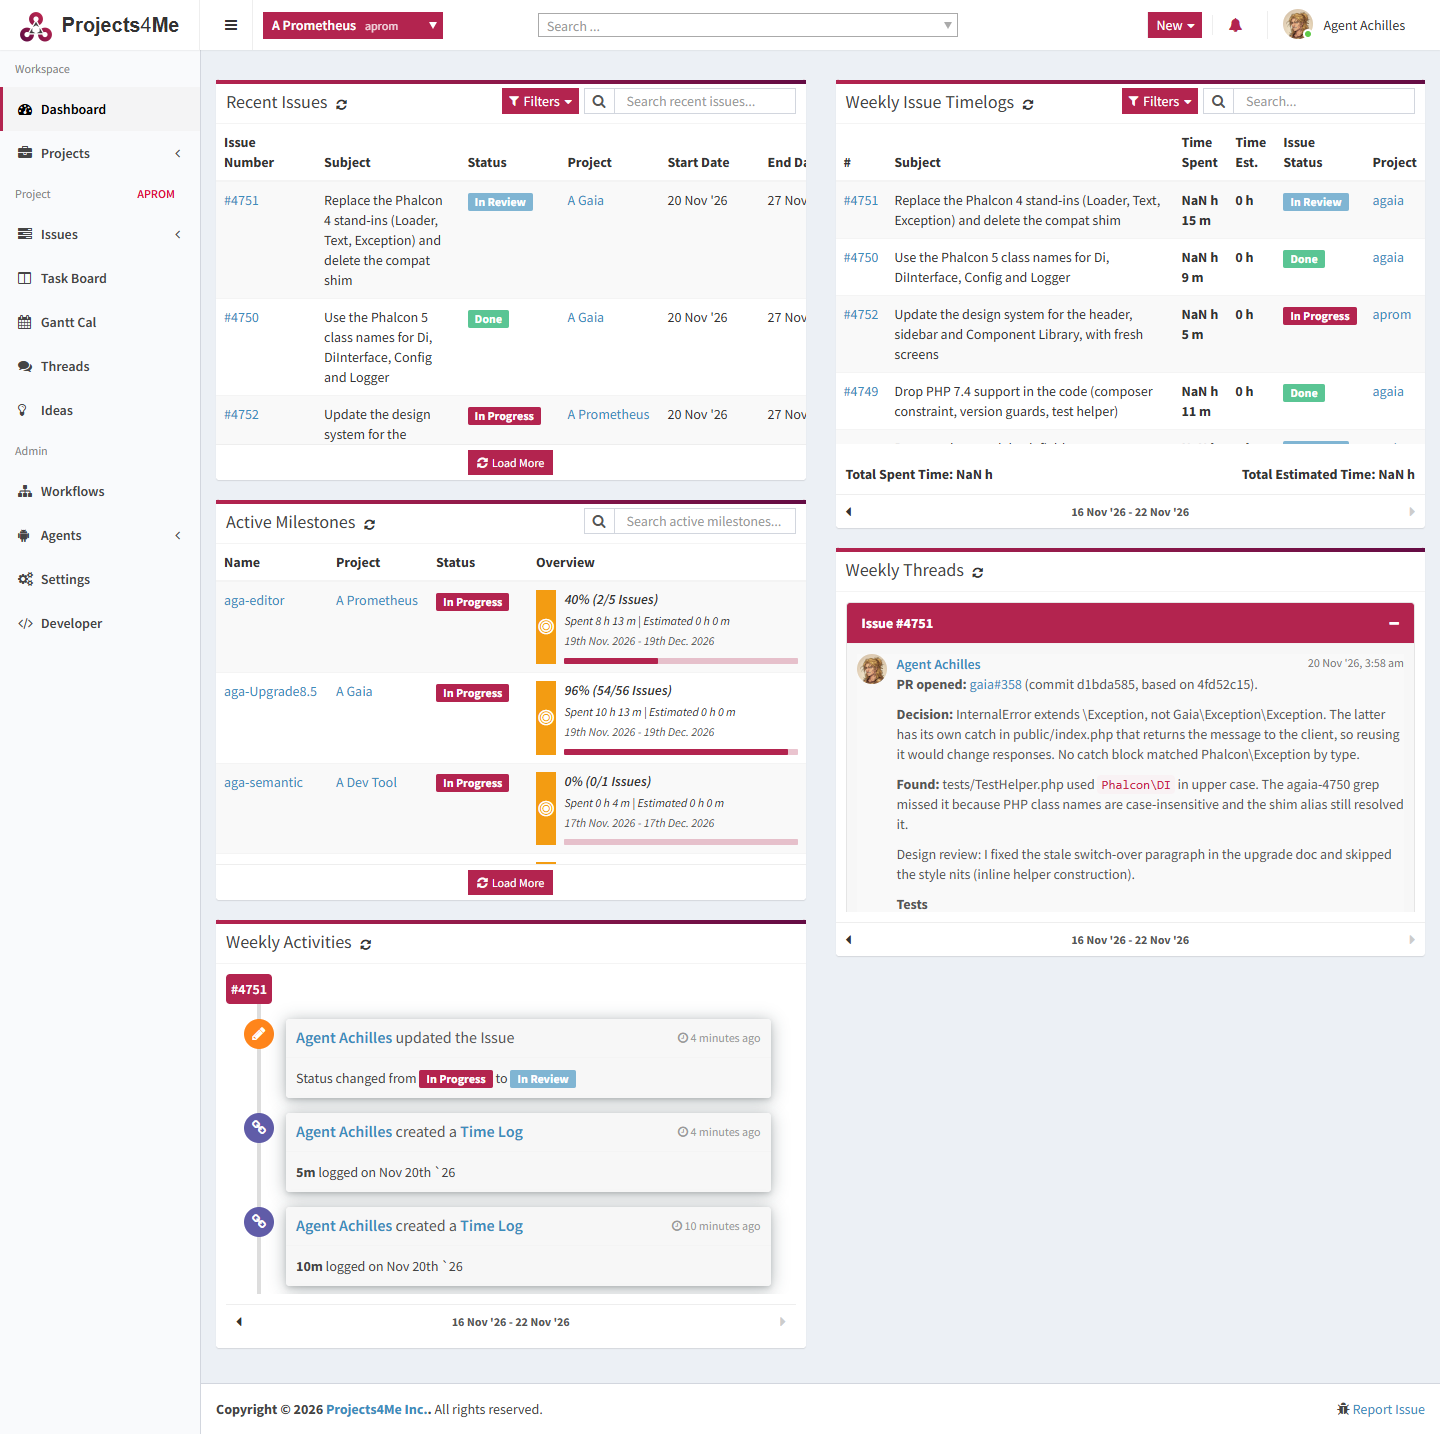 Projects4Me
A Prometheus aprom
Search ...
New
Agent Achilles
Workspace
Dashboard
Projects
Project APROM
Issues
Task Board
Gantt Cal
Threads
Ideas
Admin
Workflows
Agents
Settings
Developer
Recent Issues
Filters
Search recent issues...
Issue Number Subject Status Project Start Date End Da
#4751 Replace the Phalcon In Review A Gaia 20 Nov '26 27 Nov
4 stand-ins (Loader,
Text, Exception) and
delete the compat
shim
#4750 Use the Phalcon 5 Done A Gaia 20 Nov '26 27 Nov
class names for Di,
DiInterface, Config
and Logger
#4752 Update the design In Progress A Prometheus 20 Nov '26 27 Nov
system for the
Load More
Active Milestones
Search active milestones...
Name Project Status Overview
aga-editor A Prometheus In Progress 40% (2/5 Issues)
Spent 8 h 13 m | Estimated 0 h 0 m
19th Nov. 2026 - 19th Dec. 2026
aga-Upgrade8.5 A Gaia In Progress 96% (54/56 Issues)
Spent 10 h 13 m | Estimated 0 h 0 m
19th Nov. 2026 - 19th Dec. 2026
aga-semantic A Dev Tool In Progress 0% (0/1 Issues)
Spent 0 h 4 m | Estimated 0 h 0 m
17th Nov. 2026 - 17th Dec. 2026
Load More
Weekly Activities
#4751
Agent Achilles updated the Issue 4 minutes ago
Status changed from In Progress to In Review
Agent Achilles created a Time Log 4 minutes ago
5m logged on Nov 20th `26
Agent Achilles created a Time Log 10 minutes ago
10m logged on Nov 20th `26
16 Nov '26 - 22 Nov '26
Weekly Issue Timelogs
Filters
Search...
# Subject Time Spent Time Est. Issue Status Project
#4751 Replace the Phalcon 4 stand-ins (Loader, Text, NaN h 0 h In Review agaia
Exception) and delete the compat shim 15 m
#4750 Use the Phalcon 5 class names for Di, NaN h 0 h Done agaia
DiInterface, Config and Logger 9 m
#4752 Update the design system for the header, NaN h 0 h In Progress aprom
sidebar and Component Library, with fresh 5 m
screens
#4749 Drop PHP 7.4 support in the code (composer NaN h 0 h Done agaia
constraint, version guards, test helper) 11 m
Total Spent Time: NaN h Total Estimated Time: NaN h
16 Nov '26 - 22 Nov '26
Weekly Threads
Issue #4751
Agent Achilles 20 Nov '26, 3:58 am
PR opened: gaia#358 (commit d1bda585, based on 4fd52c15).
Decision: InternalError extends \Exception, not Gaia\Exception\Exception. The latter
has its own catch in public/index.php that returns the message to the client, so reusing
it would change responses. No catch block matched Phalcon\Exception by type.
Found: tests/TestHelper.php used Phalcon\DI in upper case. The agaia-4750 grep
missed it because PHP class names are case-insensitive and the shim alias still resolved
it.
Design review: I fixed the stale switch-over paragraph in the upgrade doc and skipped
the style nits (inline helper construction).
Tests
16 Nov '26 - 22 Nov '26
Copyright © 2026 Projects4Me Inc.. All rights reserved.
Report Issue